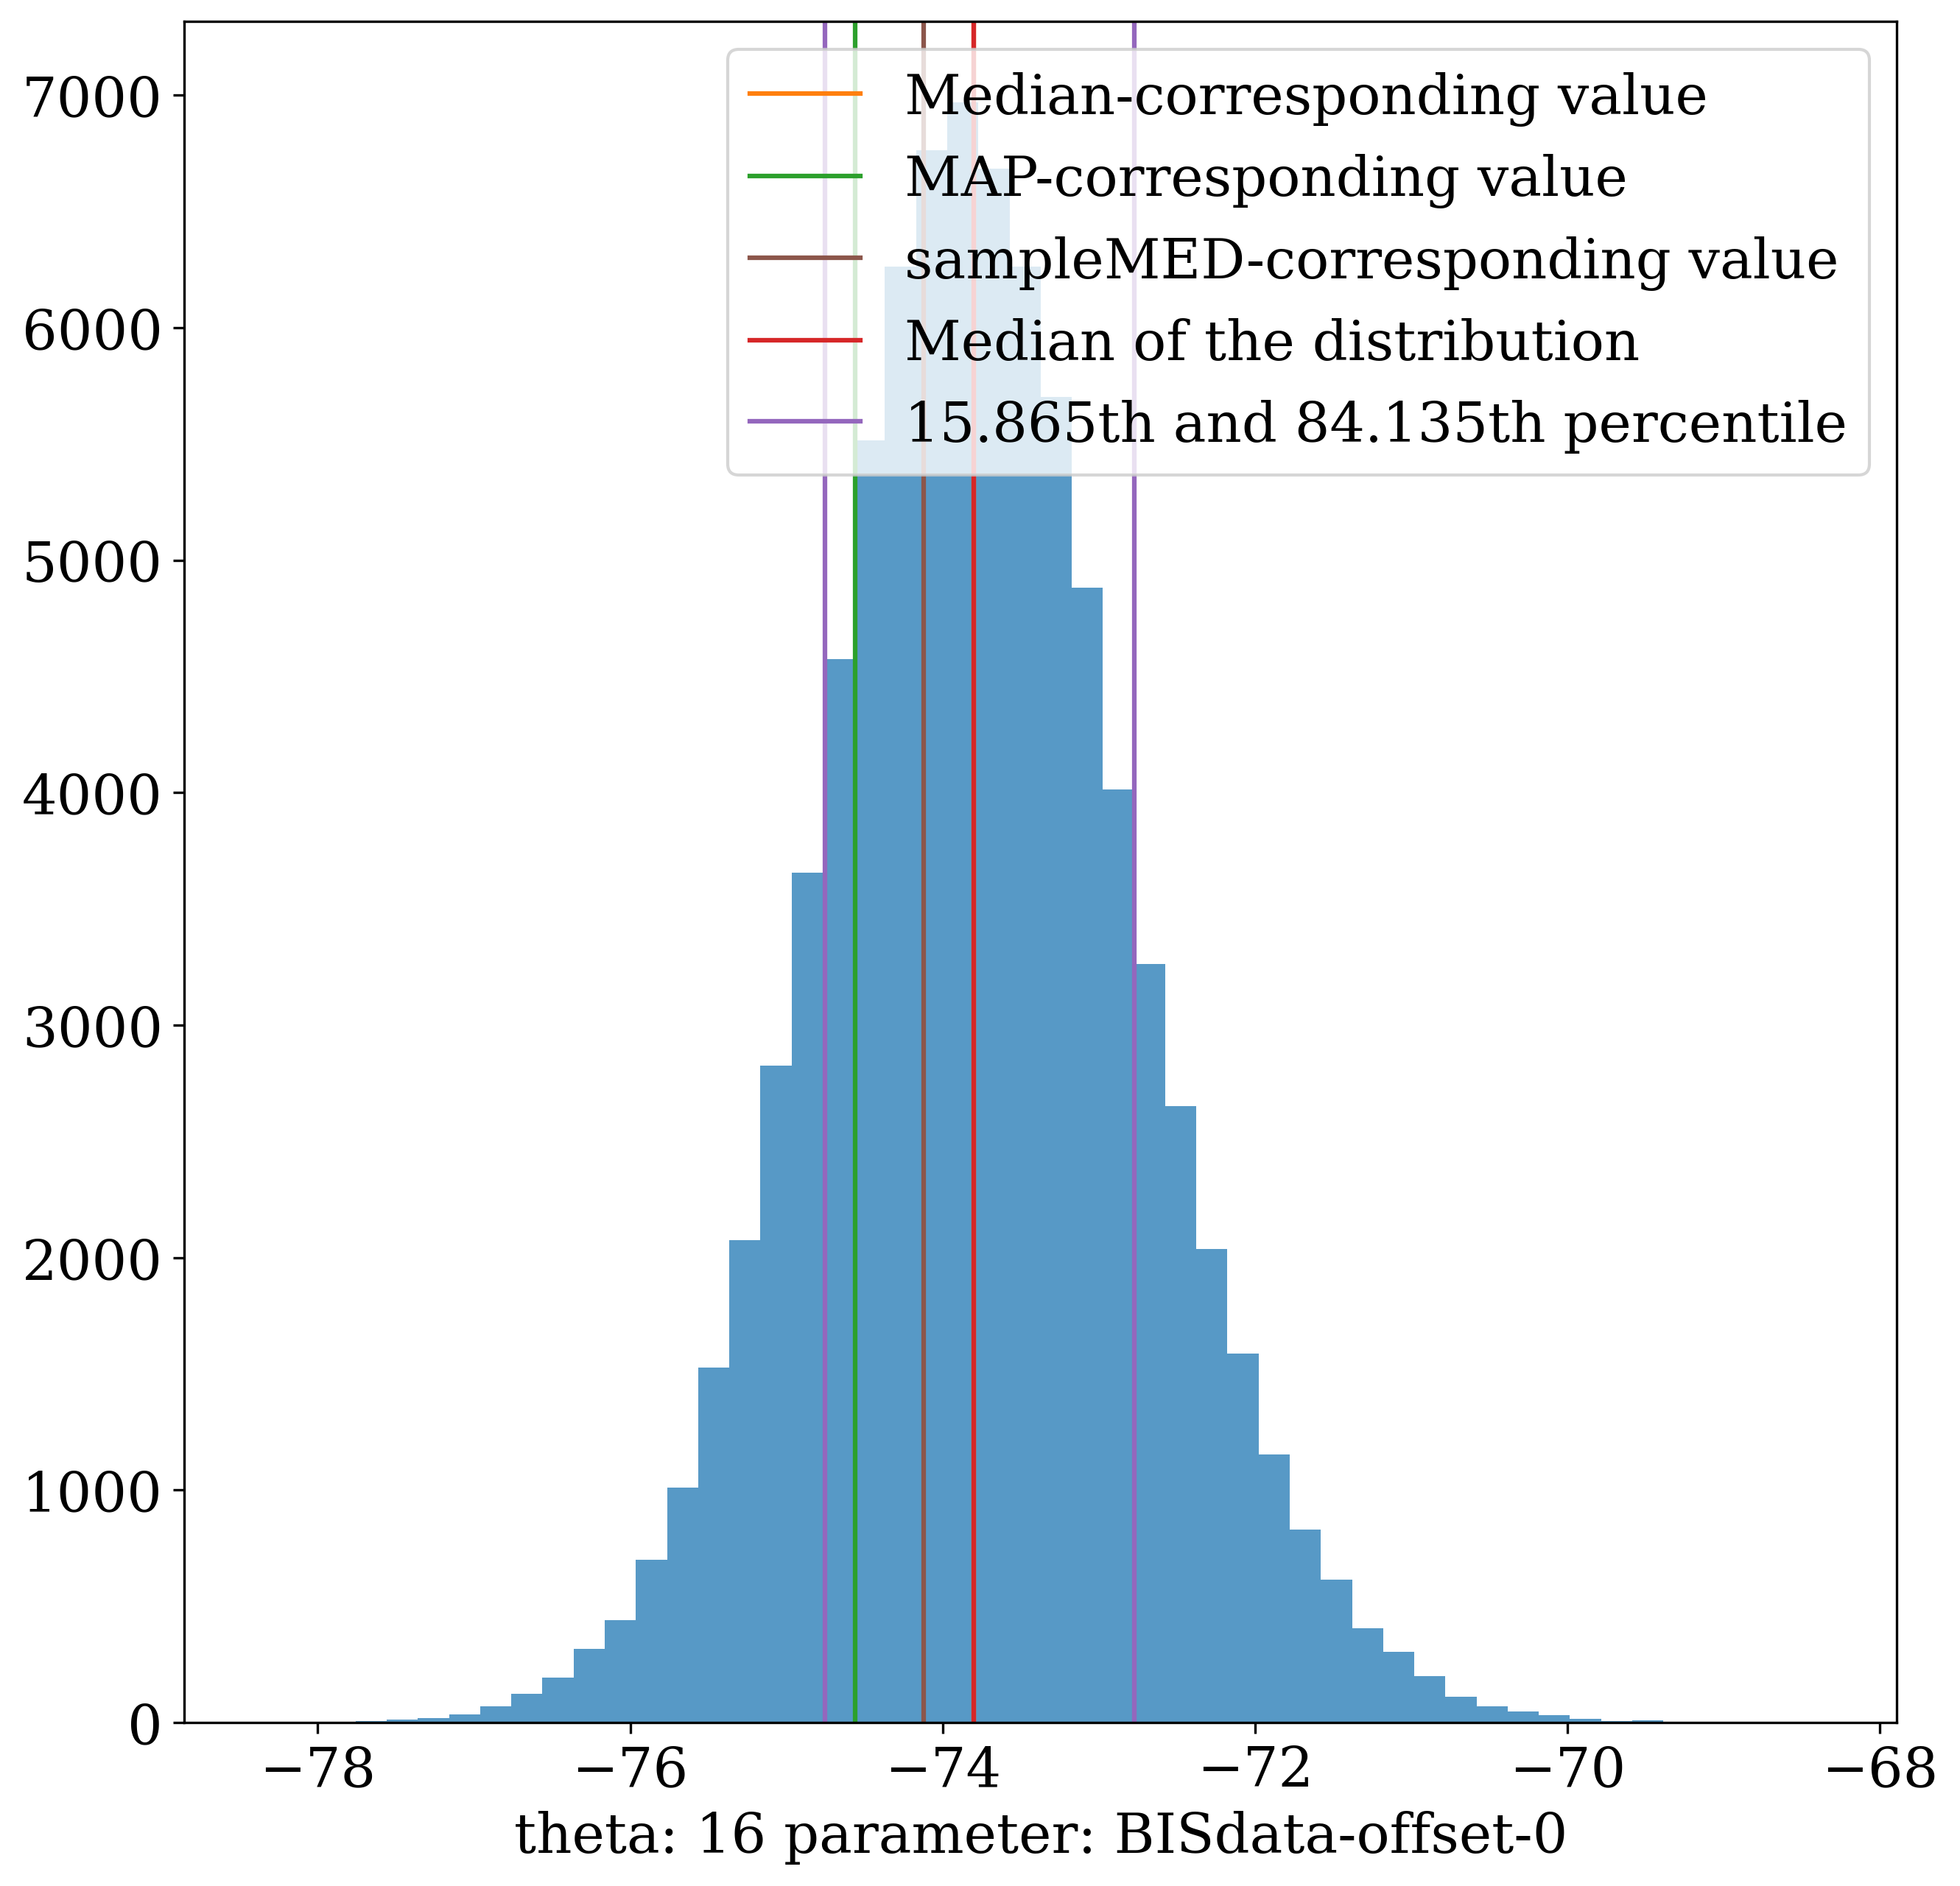 7000
6000
5000
4000
3000
2000
1000
0
Median-corresponding value
MAP-corresponding value
sampleMED-corresponding value
Median of the distribution
15.865th and 84.135th percentile
−78 −76 −74 −72 −70 −68
theta: 16 parameter: BISdata-offset-0